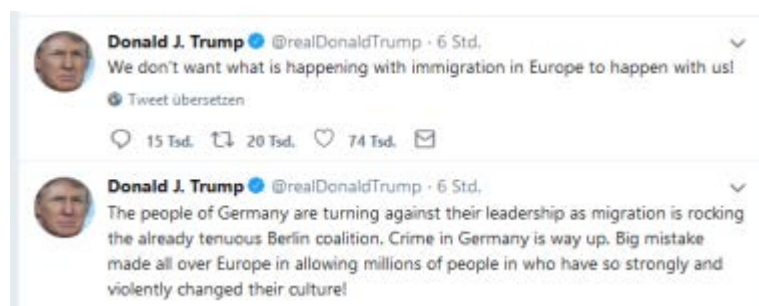 Donald J. Trump @realDonaldTrump · 6 Std.
We don't want what is happening with immigration in Europe to happen with us!
Tweet übersetzen
15 Tsd. 20 Tsd. 74 Tsd.
Donald J. Trump @realDonaldTrump · 6 Std.
The people of Germany are turning against their leadership as migration is rocking
the already tenuous Berlin coalition. Crime in Germany is way up. Big mistake
made all over Europe in allowing millions of people in who have so strongly and
violently changed their culture!